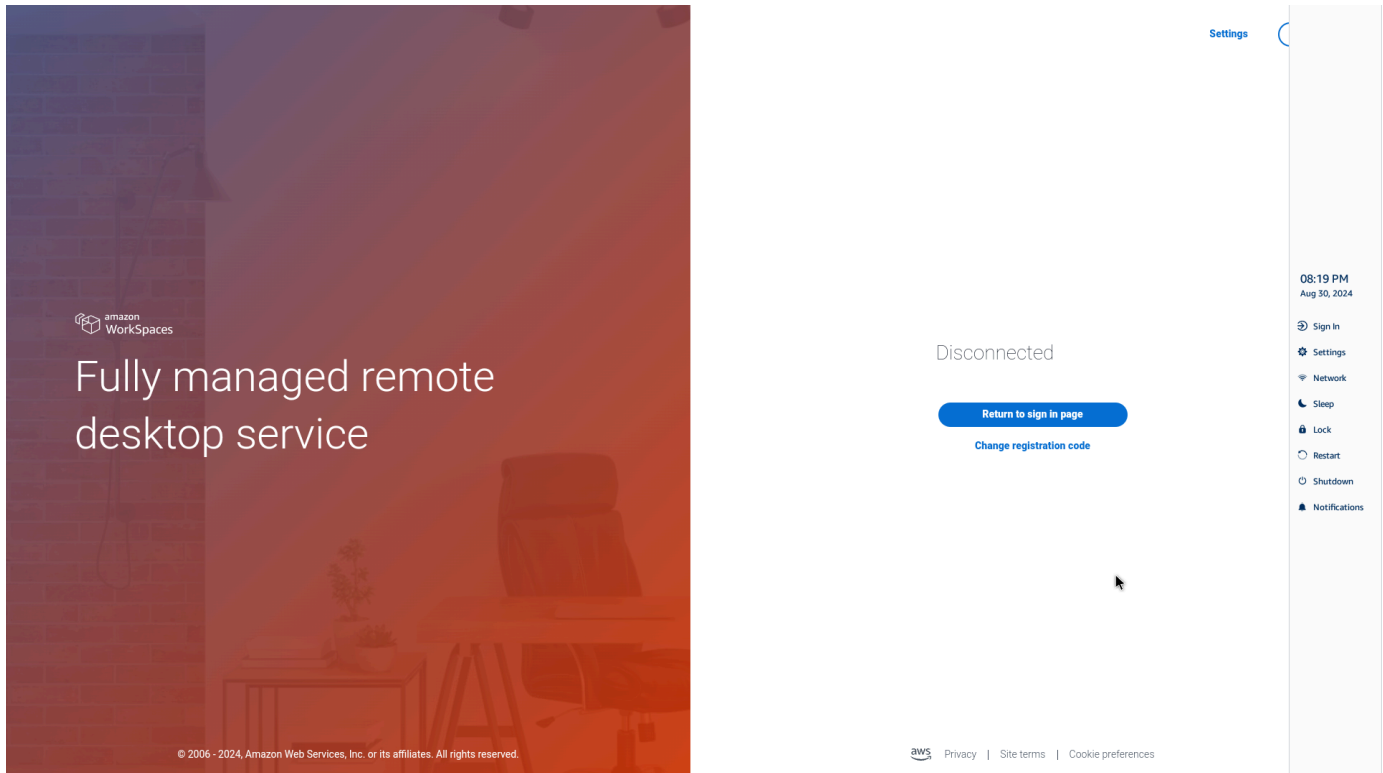 amazon
WorkSpaces
Fully managed remote
desktop service
© 2006 - 2024, Amazon Web Services, Inc. or its affiliates. All rights reserved.
Settings
Disconnected
Return to sign in page
Change registration code
aws Privacy | Site terms | Cookie preferences
08:19 PM
Aug 30, 2024
Sign In
Settings
Network
Sleep
Lock
Restart
Shutdown
Notifications